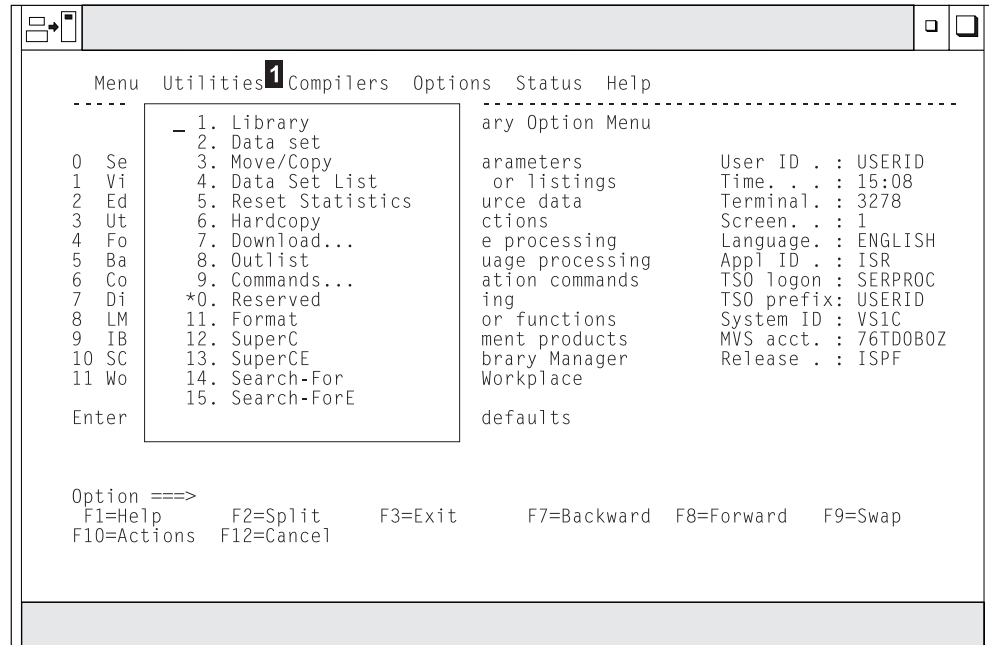 Menu Utilities 1 Compilers Options Status Help
----- ----------------------------------------------
_ 1. Library ary Option Menu
2. Data set
0 Se 3. Move/Copy arameters User ID . : USERID
1 Vi 4. Data Set List or listings Time. . . : 15:08
2 Ed 5. Reset Statistics urce data Terminal. : 3278
3 Ut 6. Hardcopy ctions Screen. . : 1
4 Fo 7. Download... e processing Language. : ENGLISH
5 Ba 8. Outlist uage processing Appl ID . : ISR
6 Co 9. Commands... ation commands TSO logon : SERPROC
7 Di *0. Reserved ing TSO prefix: USERID
8 LM 11. Format or functions System ID : VS1C
9 IB 12. SuperC ment products MVS acct. : 76TDOBOZ
10 SC 13. SuperCE brary Manager Release . : ISPF
11 Wo 14. Search-For Workplace
15. Search-ForE
Enter defaults
Option ===>
F1=Help F2=Split F3=Exit F7=Backward F8=Forward F9=Swap
F10=Actions F12=Cancel